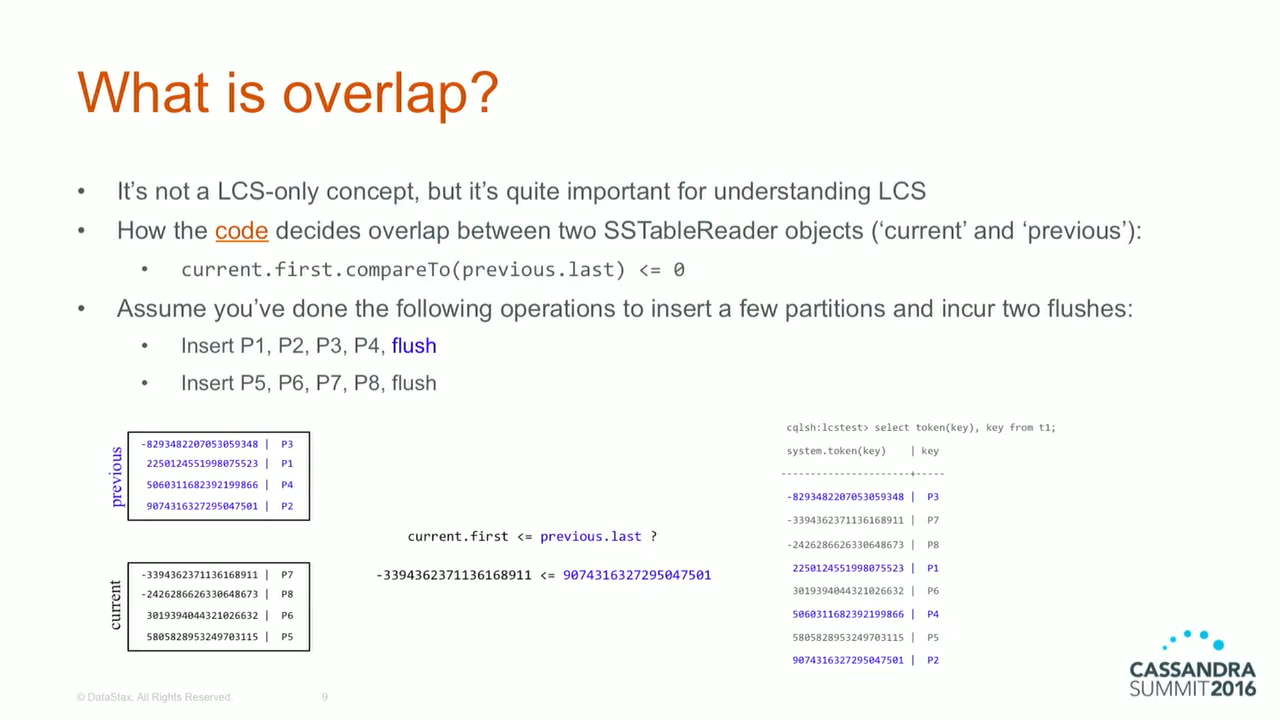 What is overlap?
• It's not a LCS-only concept, but it's quite important for understanding LCS
• How the code decides overlap between two SSTableReader objects ('current' and 'previous'):
• current.first.compareTo(previous.last) <= 0
• Assume you've done the following operations to insert a few partitions and incur two flushes:
• Insert P1, P2, P3, P4, flush
• Insert P5, P6, P7, P8, flush
previous
-8293482207053059348 | P3
2250124551998075523 | P1
5060311682392199866 | P4
9074316327295047501 | P2
current
-3394362371136168911 | P7
-2426286626330648673 | P8
3019394044321026632 | P6
5805828953249703115 | P5
current.first <= previous.last ?
-3394362371136168911 <= 9074316327295047501
cqlsh:lcstest> select token(key), key from t1;
system.token(key) | key
----------------------+-----
-8293482207053059348 | P3
-3394362371136168911 | P7
-2426286626330648673 | P8
2250124551998075523 | P1
3019394044321026632 | P6
5060311682392199866 | P4
5805828953249703115 | P5
9074316327295047501 | P2
© DataStax, All Rights Reserved.
9
CASSANDRA
SUMMIT2016